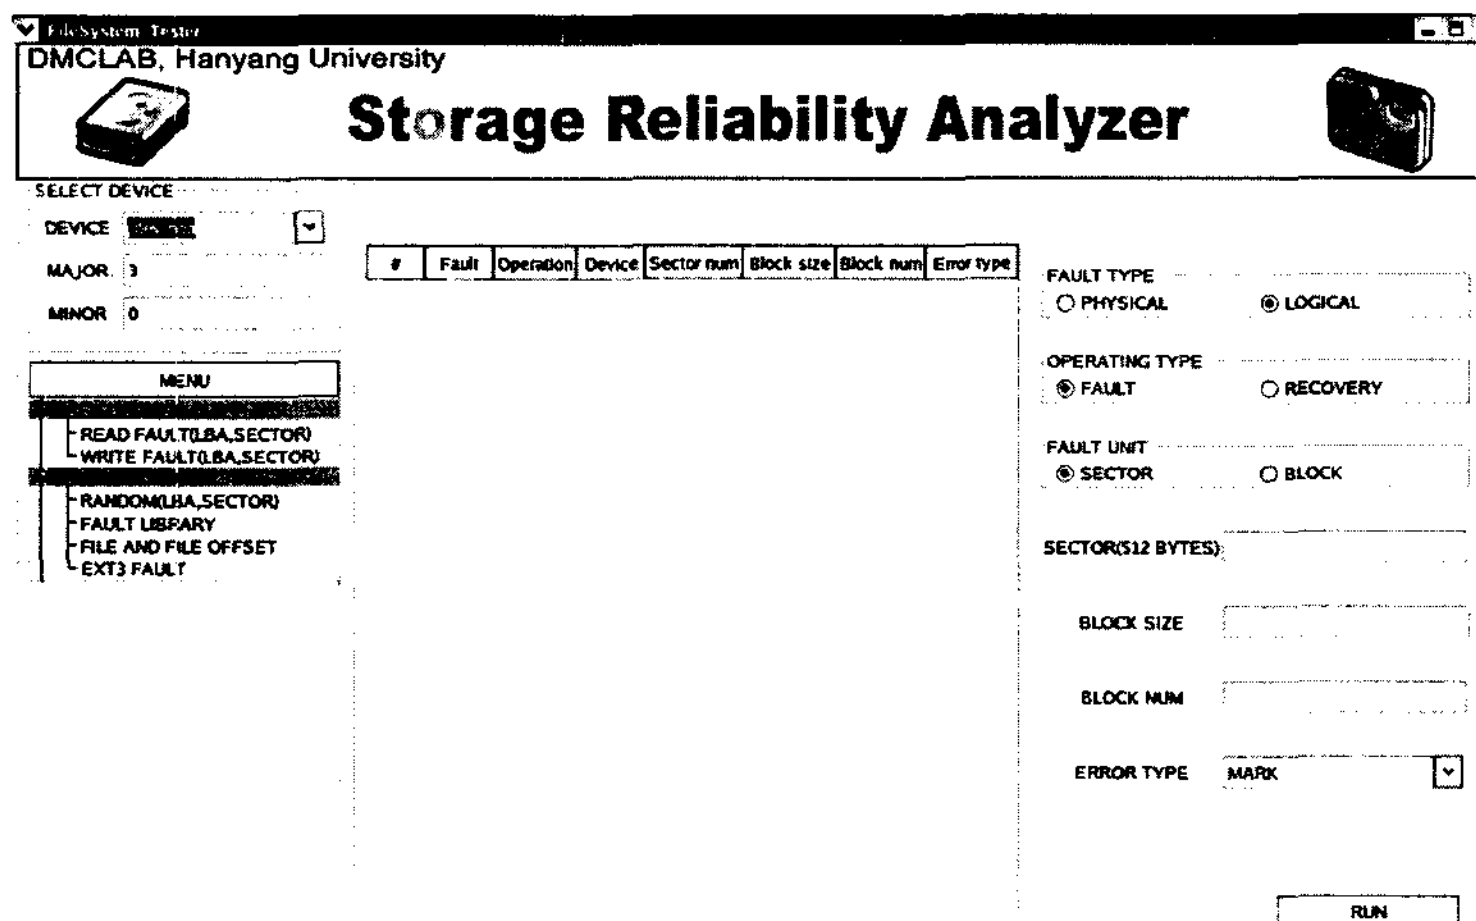 FileSystem Tester
DMCLAB, Hanyang University
Storage Reliability Analyzer
SELECT DEVICE
DEVICE
MAJOR 3
MINOR 0
MENU
READ FAULT(LBA,SECTOR)
WRITE FAULT(LBA,SECTOR)
RANDOM(LBA,SECTOR)
FAULT LIBRARY
FILE AND FILE OFFSET
EXT3 FAULT
# Fault Operation Device Sector num Block size Block num Error type
FAULT TYPE
PHYSICAL LOGICAL
OPERATING TYPE
FAULT RECOVERY
FAULT UNIT
SECTOR BLOCK
SECTOR(512 BYTES)
BLOCK SIZE
BLOCK NUM
ERROR TYPE MARK
RUN